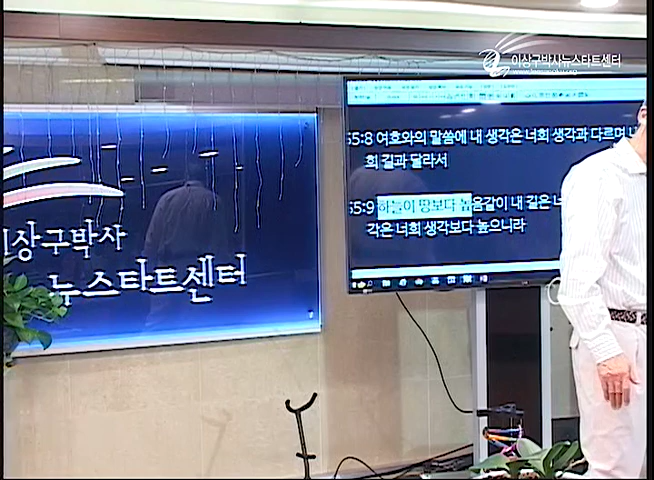 이상구박사뉴스타트센터
55:8 여호와의 말씀에 내 생각은 너희 생각과 다르며 내
희 길과 달라서
55:9 하늘이 땅보다 높음같이 내 길은 너
각은 너희 생각보다 높으니라
이상구박사
뉴스타트센터